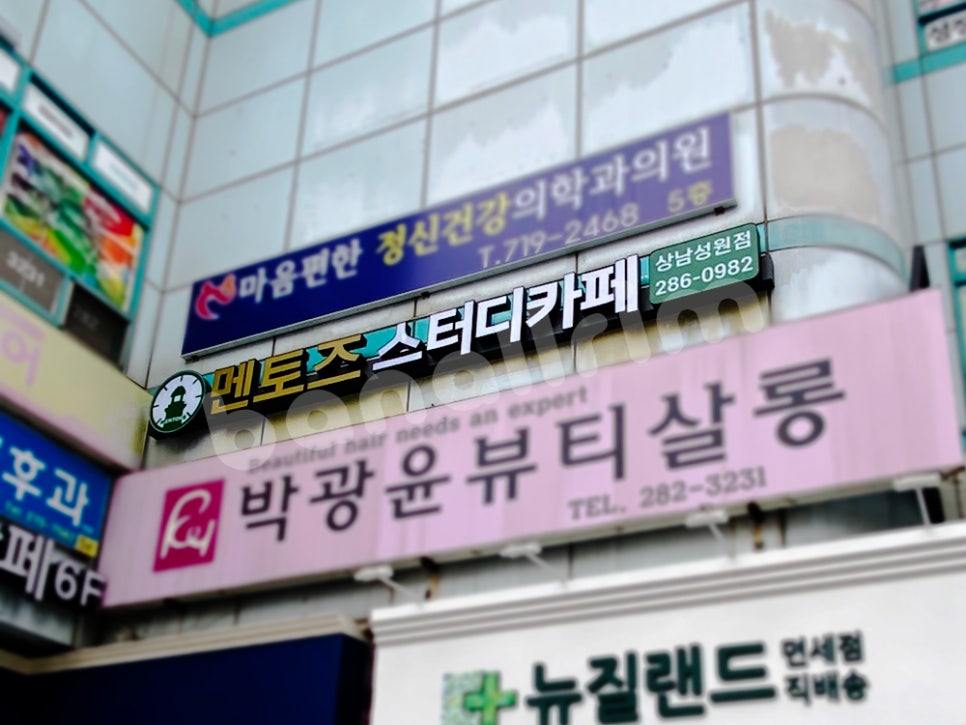 마음편한 정신건강의학과의원
T.719-2468 5층
멘토즈 스터디카페
상남성원점
286-0982
banallrim
Beautiful hair needs an expert
박광윤뷰티살롱
TEL. 282-3231
후과
페 6F
3231
뉴질랜드
면세점
직배송